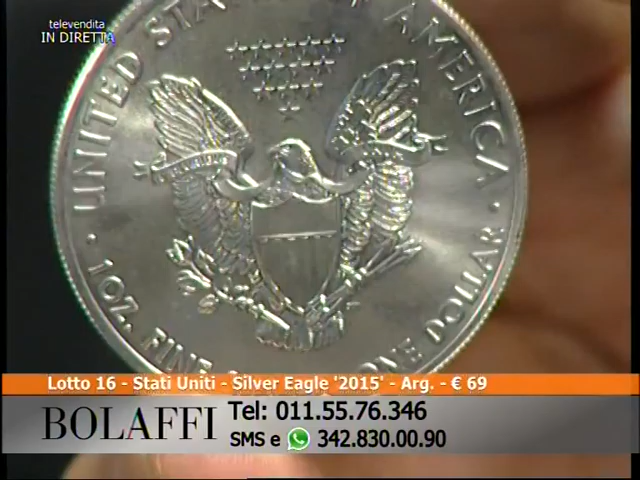 televendita
IN DIRETTA
UNITED STATES
AMERICA
1 OZ. FINE
ONE DOLLAR
Lotto 16 - Stati Uniti - Silver Eagle '2015' - Arg. - € 69
BOLAFFI
Tel: 011.55.76.346
SMS e 342.830.00.90